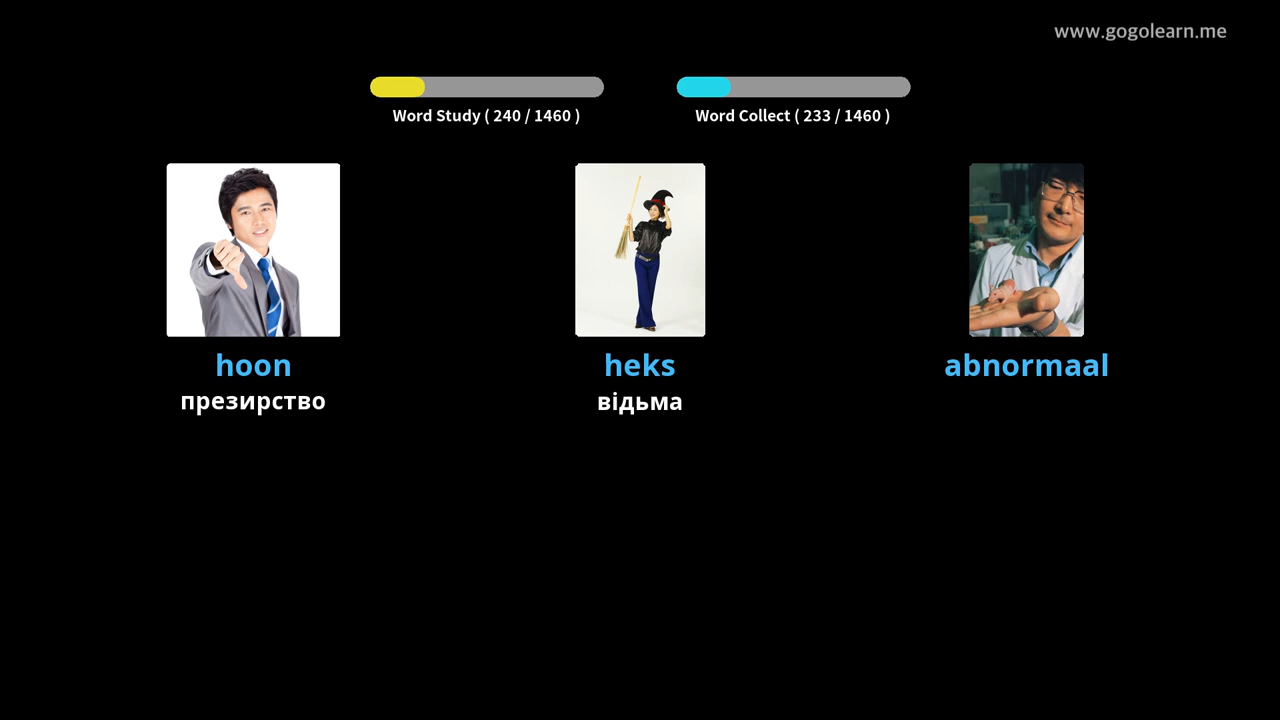 www.gogolearn.me
Word Study ( 240 / 1460 )
Word Collect ( 233 / 1460 )
hoon
презирство
heks
відьма
abnormaal